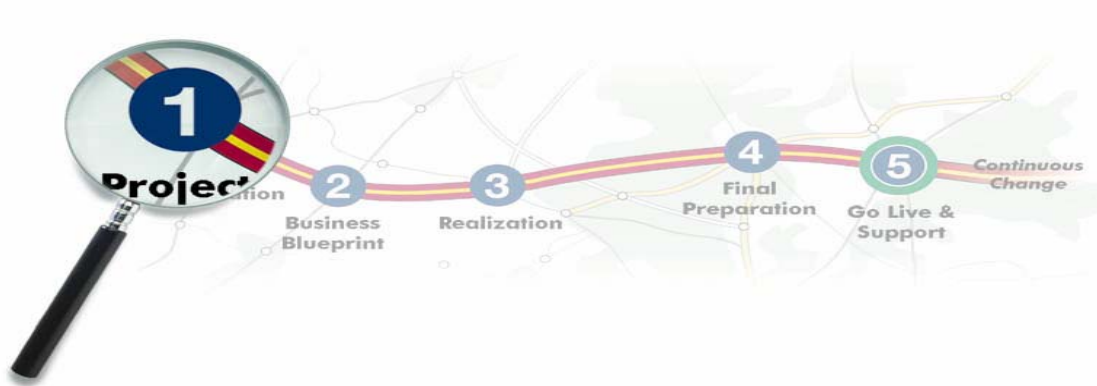 1
Project
ation
2
Business
Blueprint
3
Realization
4
Final
Preparation
5
Go Live &
Support
Continuous
Change